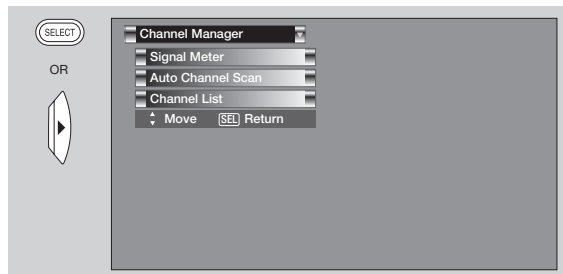 SELECT
OR
Channel Manager
Signal Meter
Auto Channel Scan
Channel List
Move SEL Return